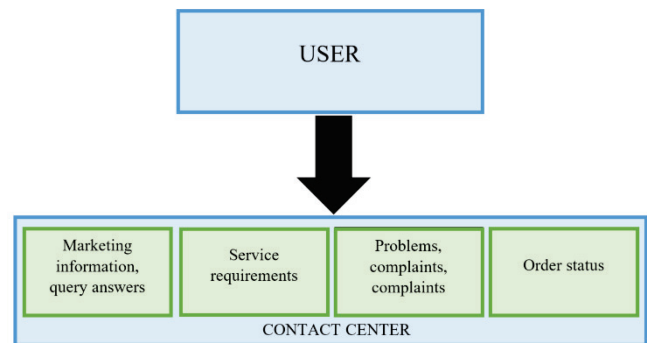 USER
Marketing
information,
query answers
Service
requirements
Problems,
complaints,
complaints
Order status
CONTACT CENTER